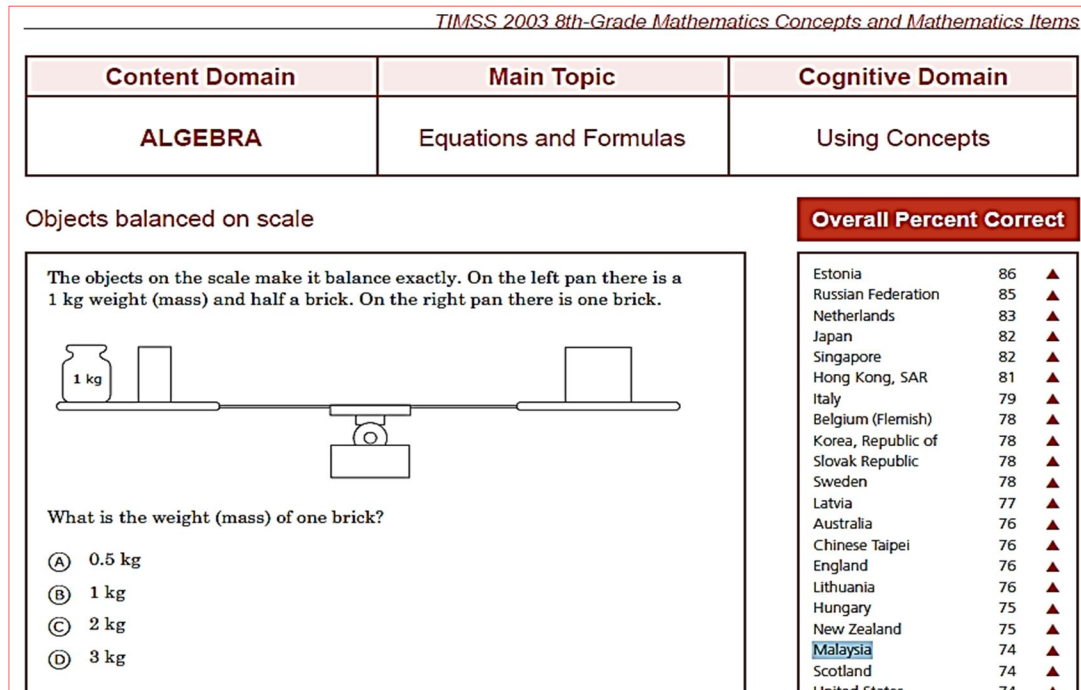 TIMSS 2003 8th-Grade Mathematics Concepts and Mathematics Items
Content Domain Main Topic Cognitive Domain
ALGEBRA Equations and Formulas Using Concepts
Objects balanced on scale
The objects on the scale make it balance exactly. On the left pan there is a
1 kg weight (mass) and half a brick. On the right pan there is one brick.
1 kg
What is the weight (mass) of one brick?
A 0.5 kg
B 1 kg
C 2 kg
D 3 kg
Overall Percent Correct
Estonia 86 ▲
Russian Federation 85 ▲
Netherlands 83 ▲
Japan 82 ▲
Singapore 82 ▲
Hong Kong, SAR 81 ▲
Italy 79 ▲
Belgium (Flemish) 78 ▲
Korea, Republic of 78 ▲
Slovak Republic 78 ▲
Sweden 78 ▲
Latvia 77 ▲
Australia 76 ▲
Chinese Taipei 76 ▲
England 76 ▲
Lithuania 76 ▲
Hungary 75 ▲
New Zealand 75 ▲
Malaysia 74 ▲
Scotland 74 ▲
United States 74 ▲